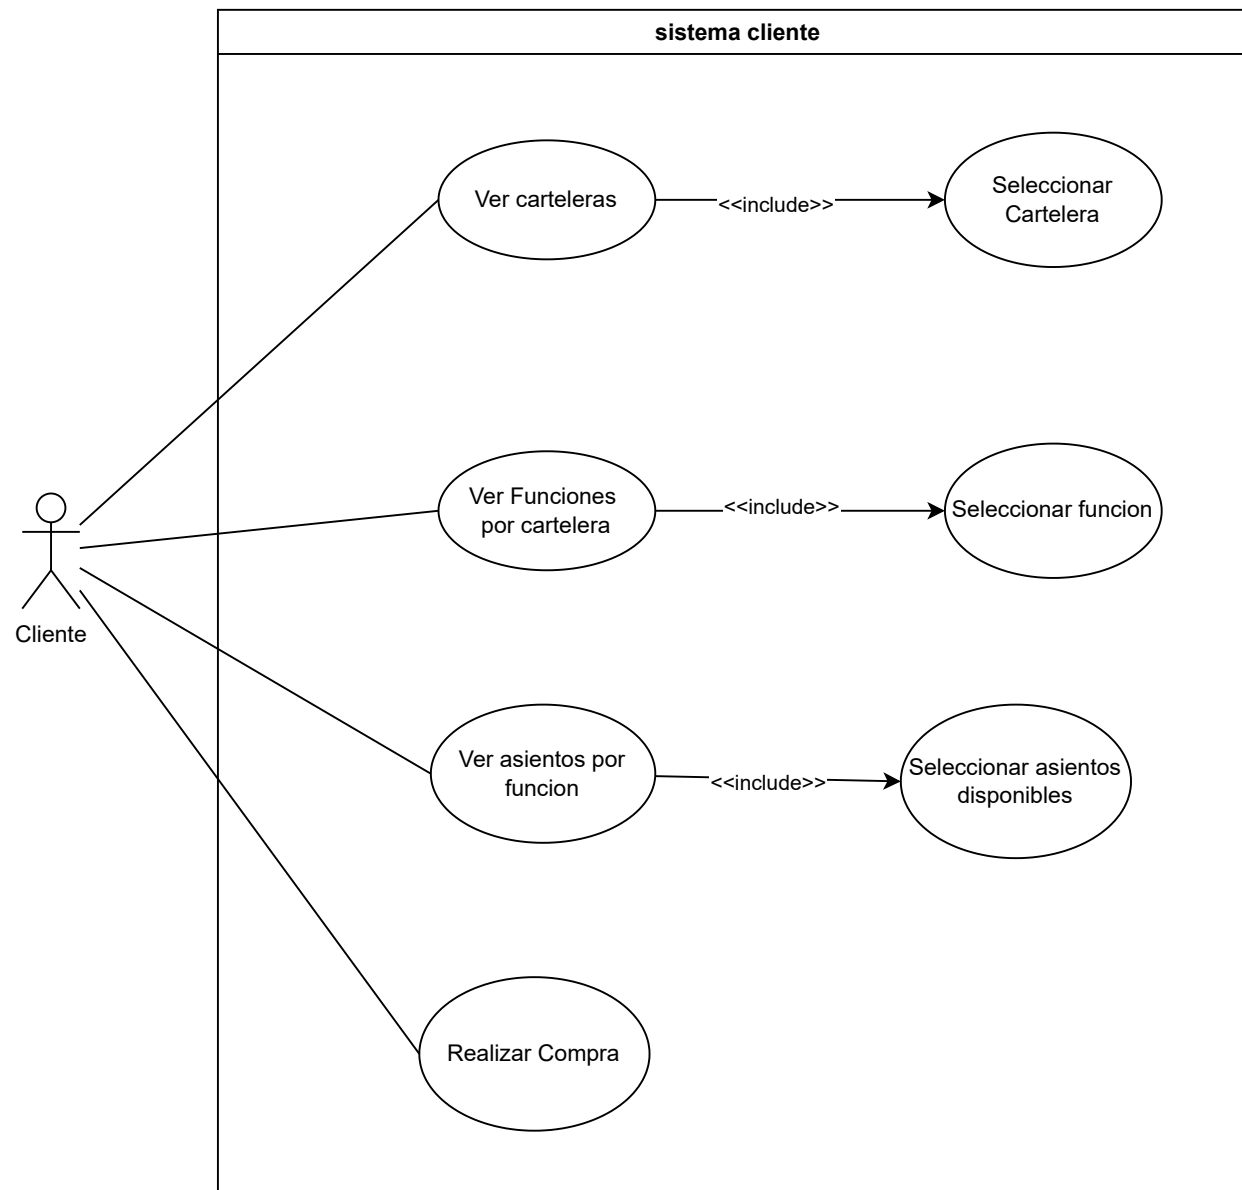 sistema cliente
Ver carteleras
<<include>>
Seleccionar
Cartelera
Ver Funciones
por cartelera
<<include>>
Seleccionar funcion
Cliente
Ver asientos por
funcion
<<include>>
Seleccionar asientos
disponibles
Realizar Compra